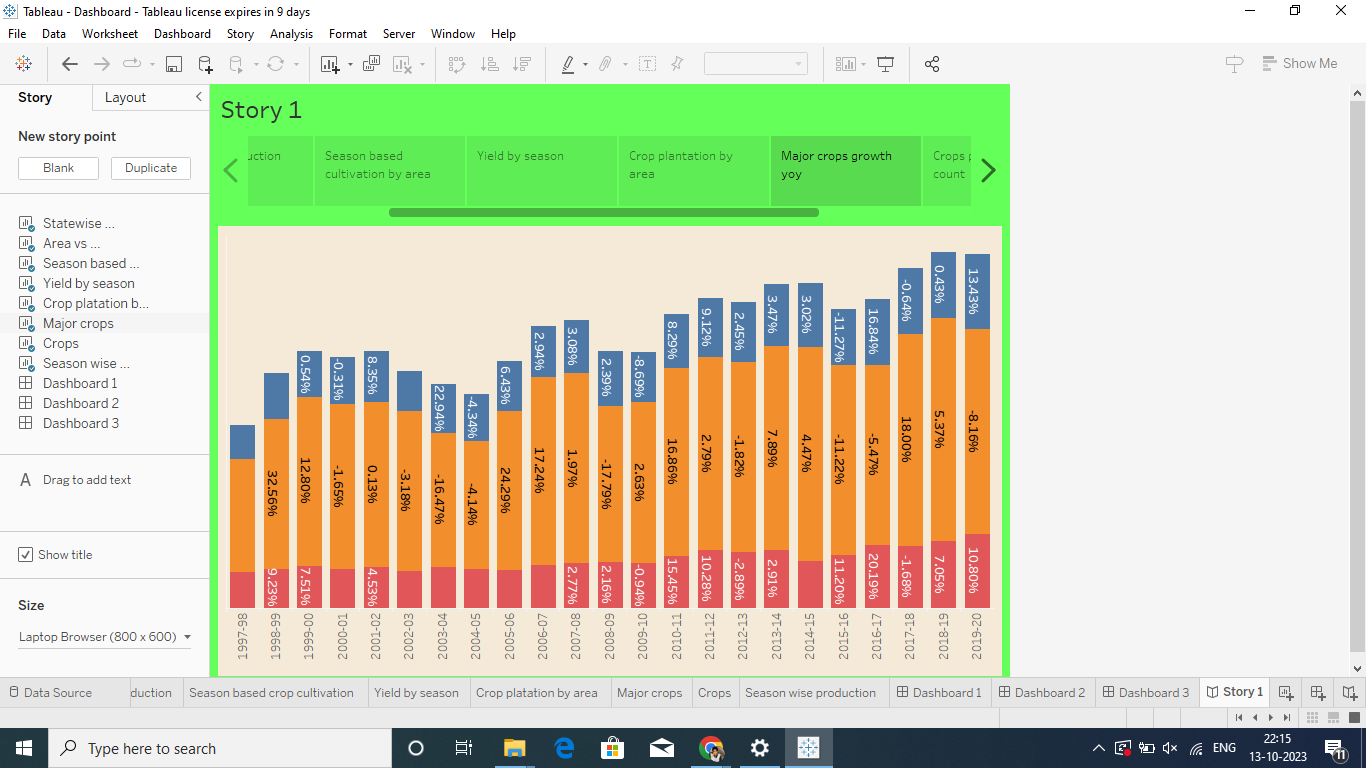 Tableau - Dashboard - Tableau license expires in 9 days
File Data Worksheet Dashboard Story Analysis Format Server Window Help
Show Me
Story Layout
New story point
Blank Duplicate
Statewise ...
Area vs ...
Season based ...
Yield by season
Crop platation b...
Major crops
Crops
Season wise ...
Dashboard 1
Dashboard 2
Dashboard 3
A Drag to add text
Show title
Size
Laptop Browser (800 x 600)
Story 1
uction
Season based
cultivation by area
Yield by season
Crop plantation by
area
Major crops growth
yoy
Crops
count
0.54% -0.31% 8.35% 22.94% -4.34% 6.43% 2.94% 3.08% 2.39% -8.69% 8.29% 9.12% 2.45% 3.47% 3.02% -11.27% 16.84% -0.64% 0.43% 13.43%
32.56% 12.80% -1.65% 0.13% -3.18% -16.47% -4.14% 24.29% 17.24% 1.97% -17.79% 2.63% 16.86% 2.79% -1.82% 7.89% 4.47% -11.22% -5.47% 18.00% 5.37% -8.16%
9.23% 7.51% 4.53% 2.77% 2.16% -0.94% 15.45% 10.28% -2.89% 2.91% 11.20% 20.19% -1.68% 7.05% 10.80%
1997-98 1998-99 1999-00 2000-01 2001-02 2002-03 2003-04 2004-05 2005-06 2006-07 2007-08 2008-09 2009-10 2010-11 2011-12 2012-13 2013-14 2014-15 2015-16 2016-17 2017-18 2018-19 2019-20
Data Source duction Season based crop cultivation Yield by season Crop platation by area Major crops Crops Season wise production Dashboard 1 Dashboard 2 Dashboard 3 Story 1
Type here to search
ENG
22:15
13-10-2023
11